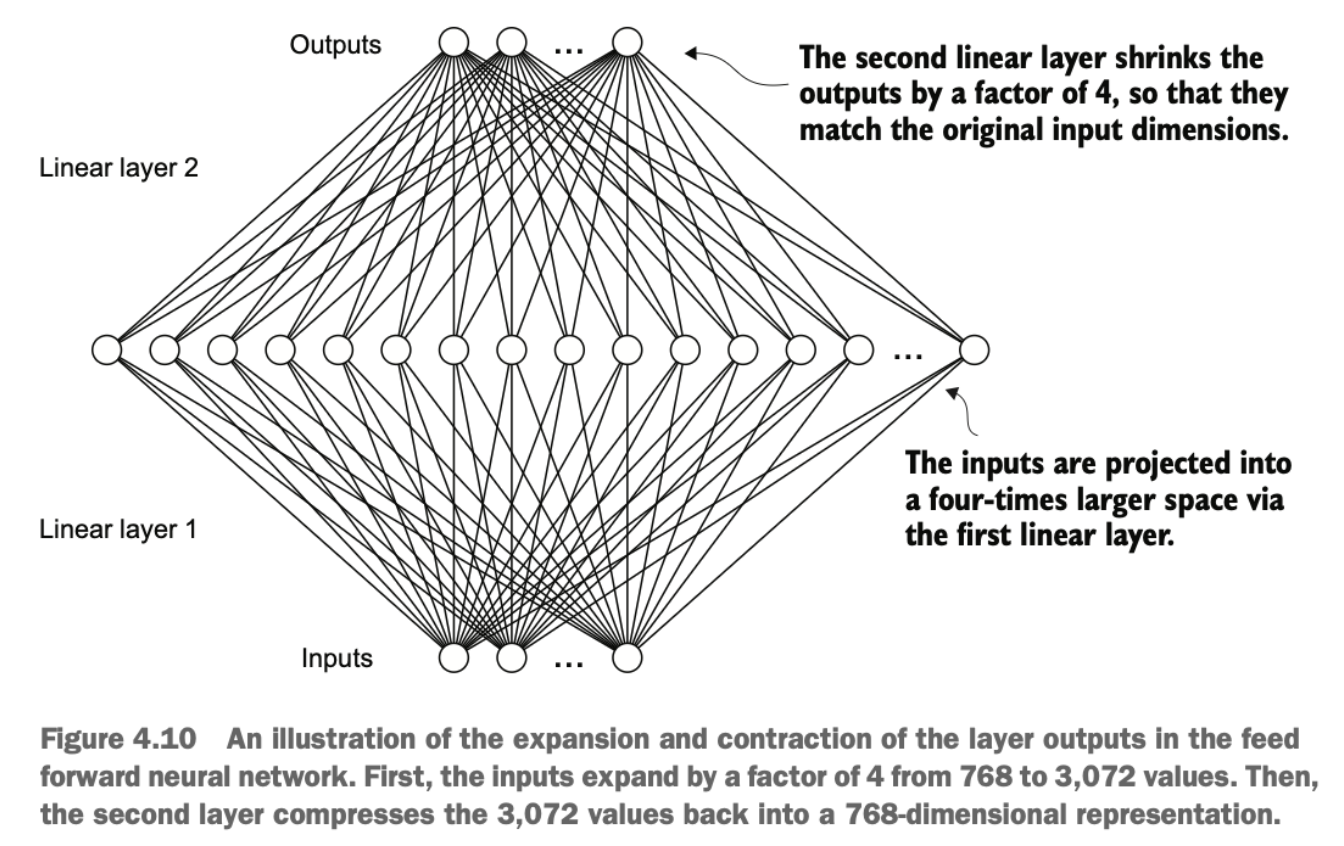 Outputs
...
The second linear layer shrinks the
outputs by a factor of 4, so that they
match the original input dimensions.
Linear layer 2
...
The inputs are projected into
a four-times larger space via
the first linear layer.
Linear layer 1
Inputs
...
Figure 4.10 An illustration of the expansion and contraction of the layer outputs in the feed
forward neural network. First, the inputs expand by a factor of 4 from 768 to 3,072 values. Then,
the second layer compresses the 3,072 values back into a 768-dimensional representation.